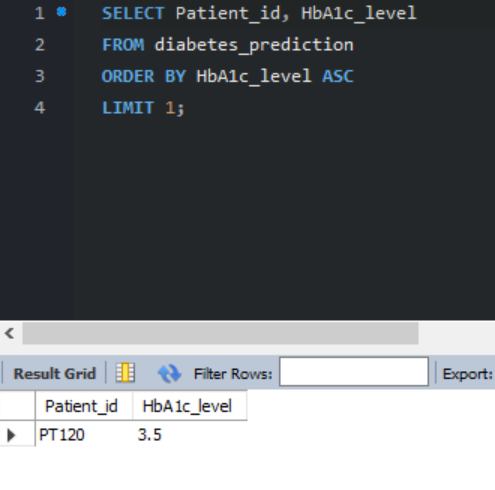 1 SELECT Patient_id, HbA1c_level
2 FROM diabetes_prediction
3 ORDER BY HbA1c_level ASC
4 LIMIT 1;
Result Grid Filter Rows: Export:
Patient_id HbA1c_level
PT120 3.5